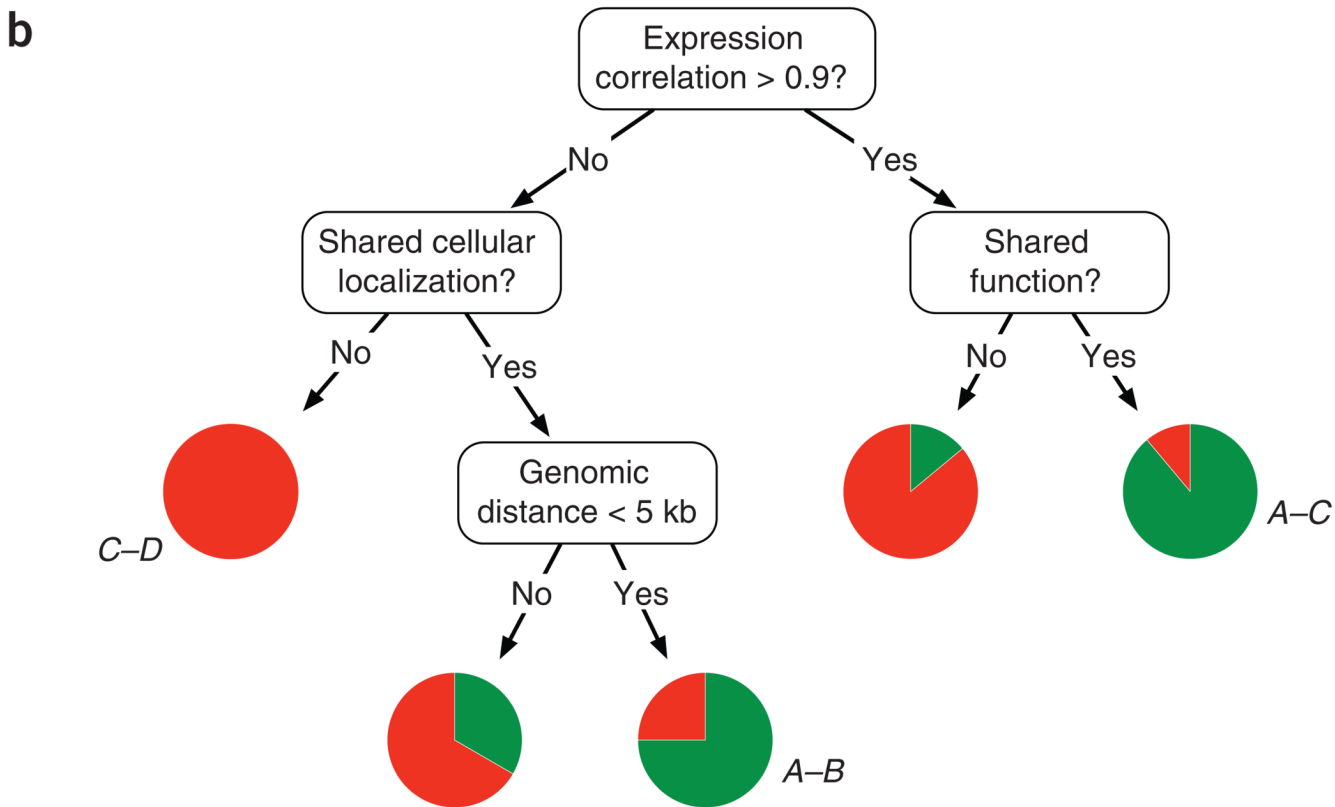 b
Expression
correlation > 0.9?
No
Yes
Shared cellular
localization?
Shared
function?
No
Yes
No
Yes
Genomic
distance < 5 kb
C–D
A–C
No
Yes
A–B